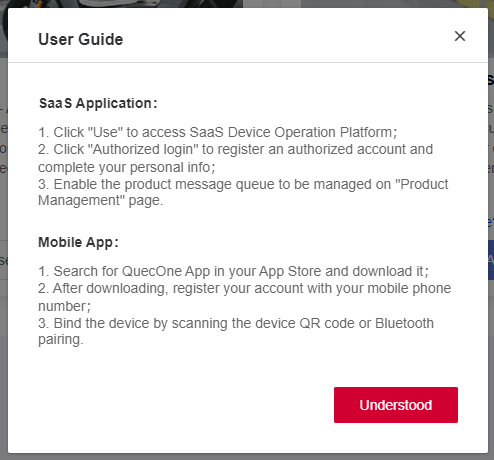 User Guide
SaaS Application：
1. Click "Use" to access SaaS Device Operation Platform；
2. Click "Authorized login" to register an authorized account and
complete your personal info；
3. Enable the product message queue to be managed on "Product
Management" page.
Mobile App：
1. Search for QuecOne App in your App Store and download it；
2. After downloading, register your account with your mobile phone
number；
3. Bind the device by scanning the device QR code or Bluetooth
pairing.
Understood